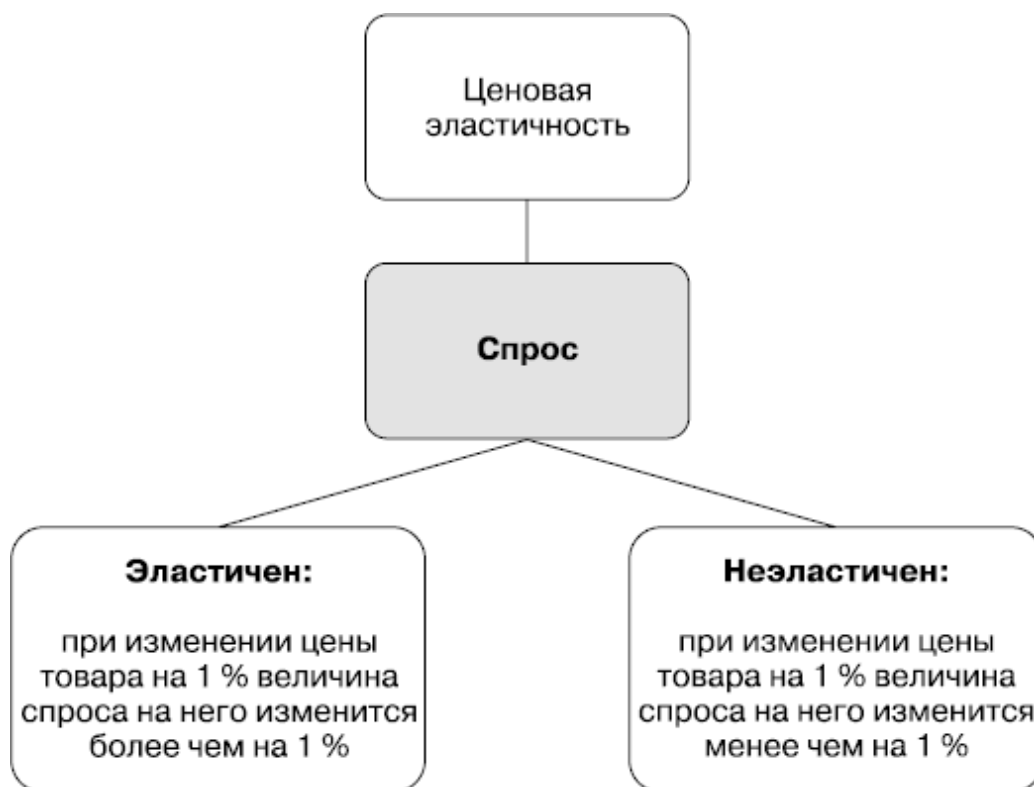 Ценовая
эластичность
Спрос
Эластичен:
при изменении цены
товара на 1 % величина
спроса на него изменится
более чем на 1 %
Неэластичен:
при изменении цены
товара на 1 % величина
спроса на него изменится
менее чем на 1 %